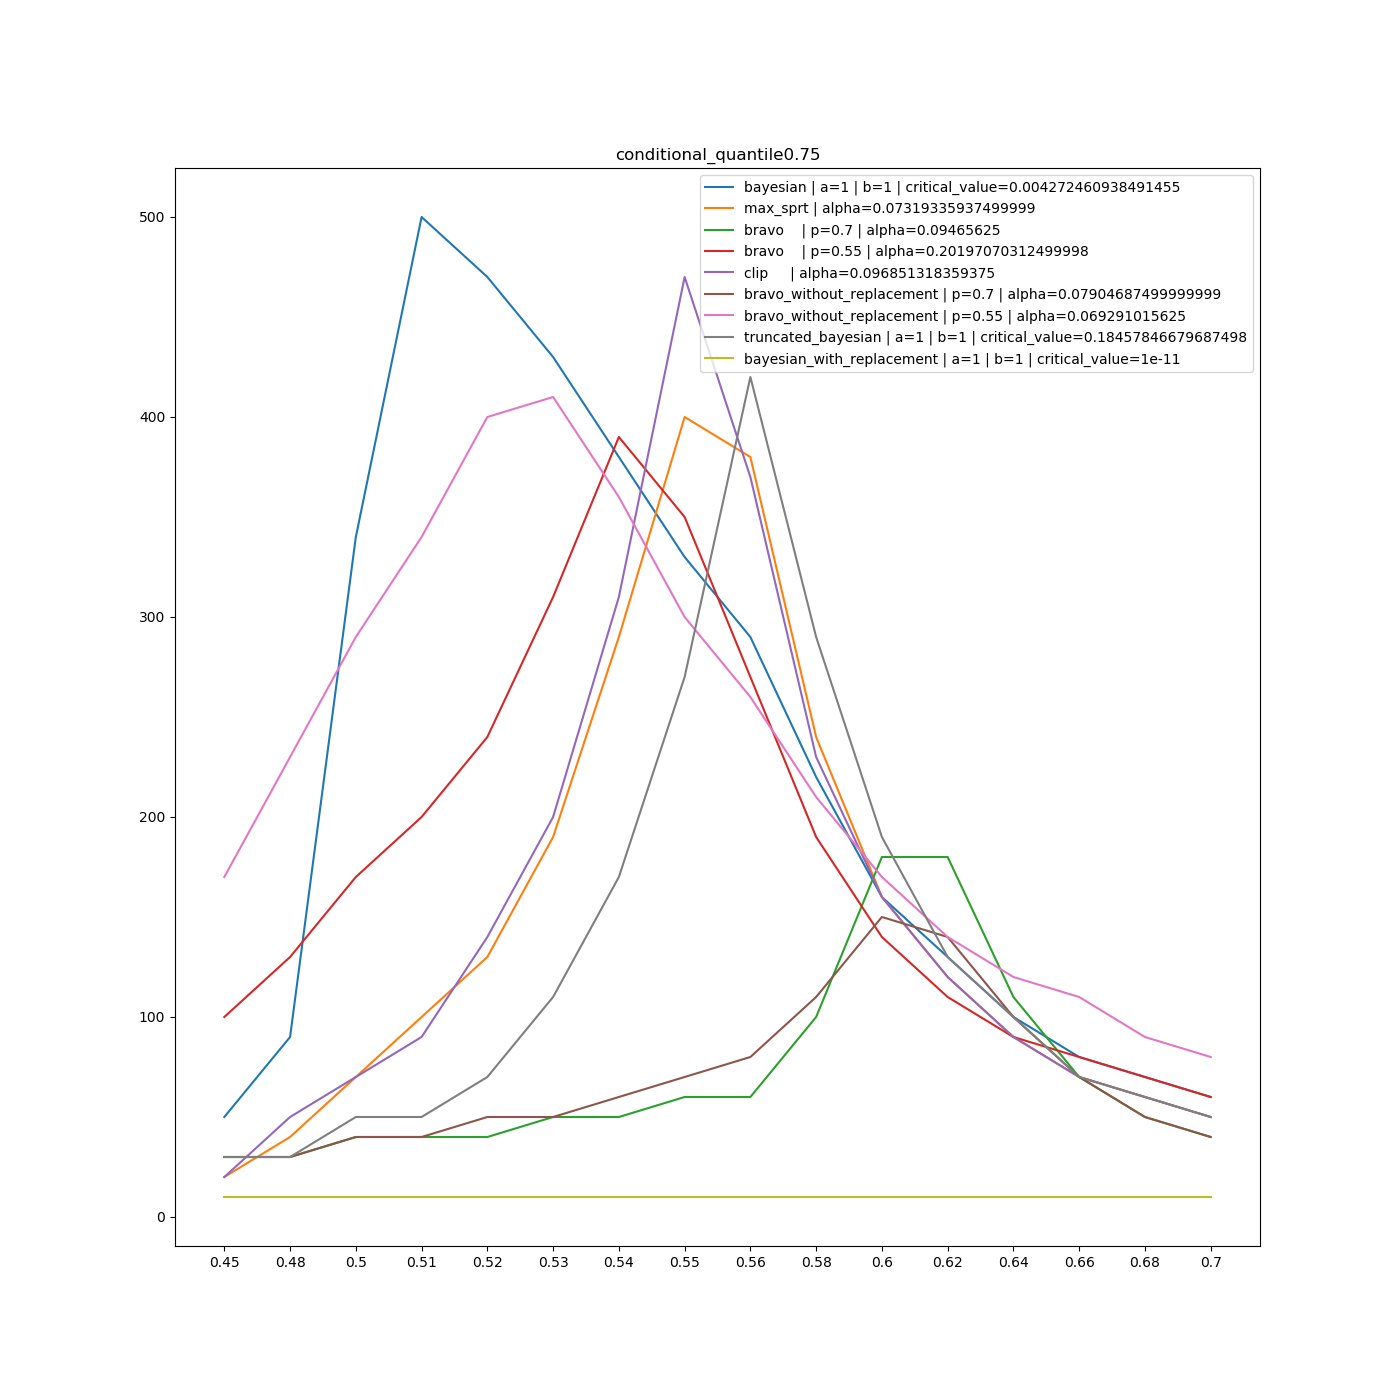 conditional_quantile0.75
bayesian | a=1 | b=1 | critical_value=0.004272460938491455
max_sprt | alpha=0.07319335937499999
bravo    | p=0.7 | alpha=0.09465625
bravo    | p=0.55 | alpha=0.20197070312499998
clip     | alpha=0.096851318359375
bravo_without_replacement | p=0.7 | alpha=0.07904687499999999
bravo_without_replacement | p=0.55 | alpha=0.069291015625
truncated_bayesian | a=1 | b=1 | critical_value=0.18457846679687498
bayesian_with_replacement | a=1 | b=1 | critical_value=1e-11
500
400
300
200
100
0
0.45 0.48 0.5 0.51 0.52 0.53 0.54 0.55 0.56 0.58 0.6 0.62 0.64 0.66 0.68 0.7